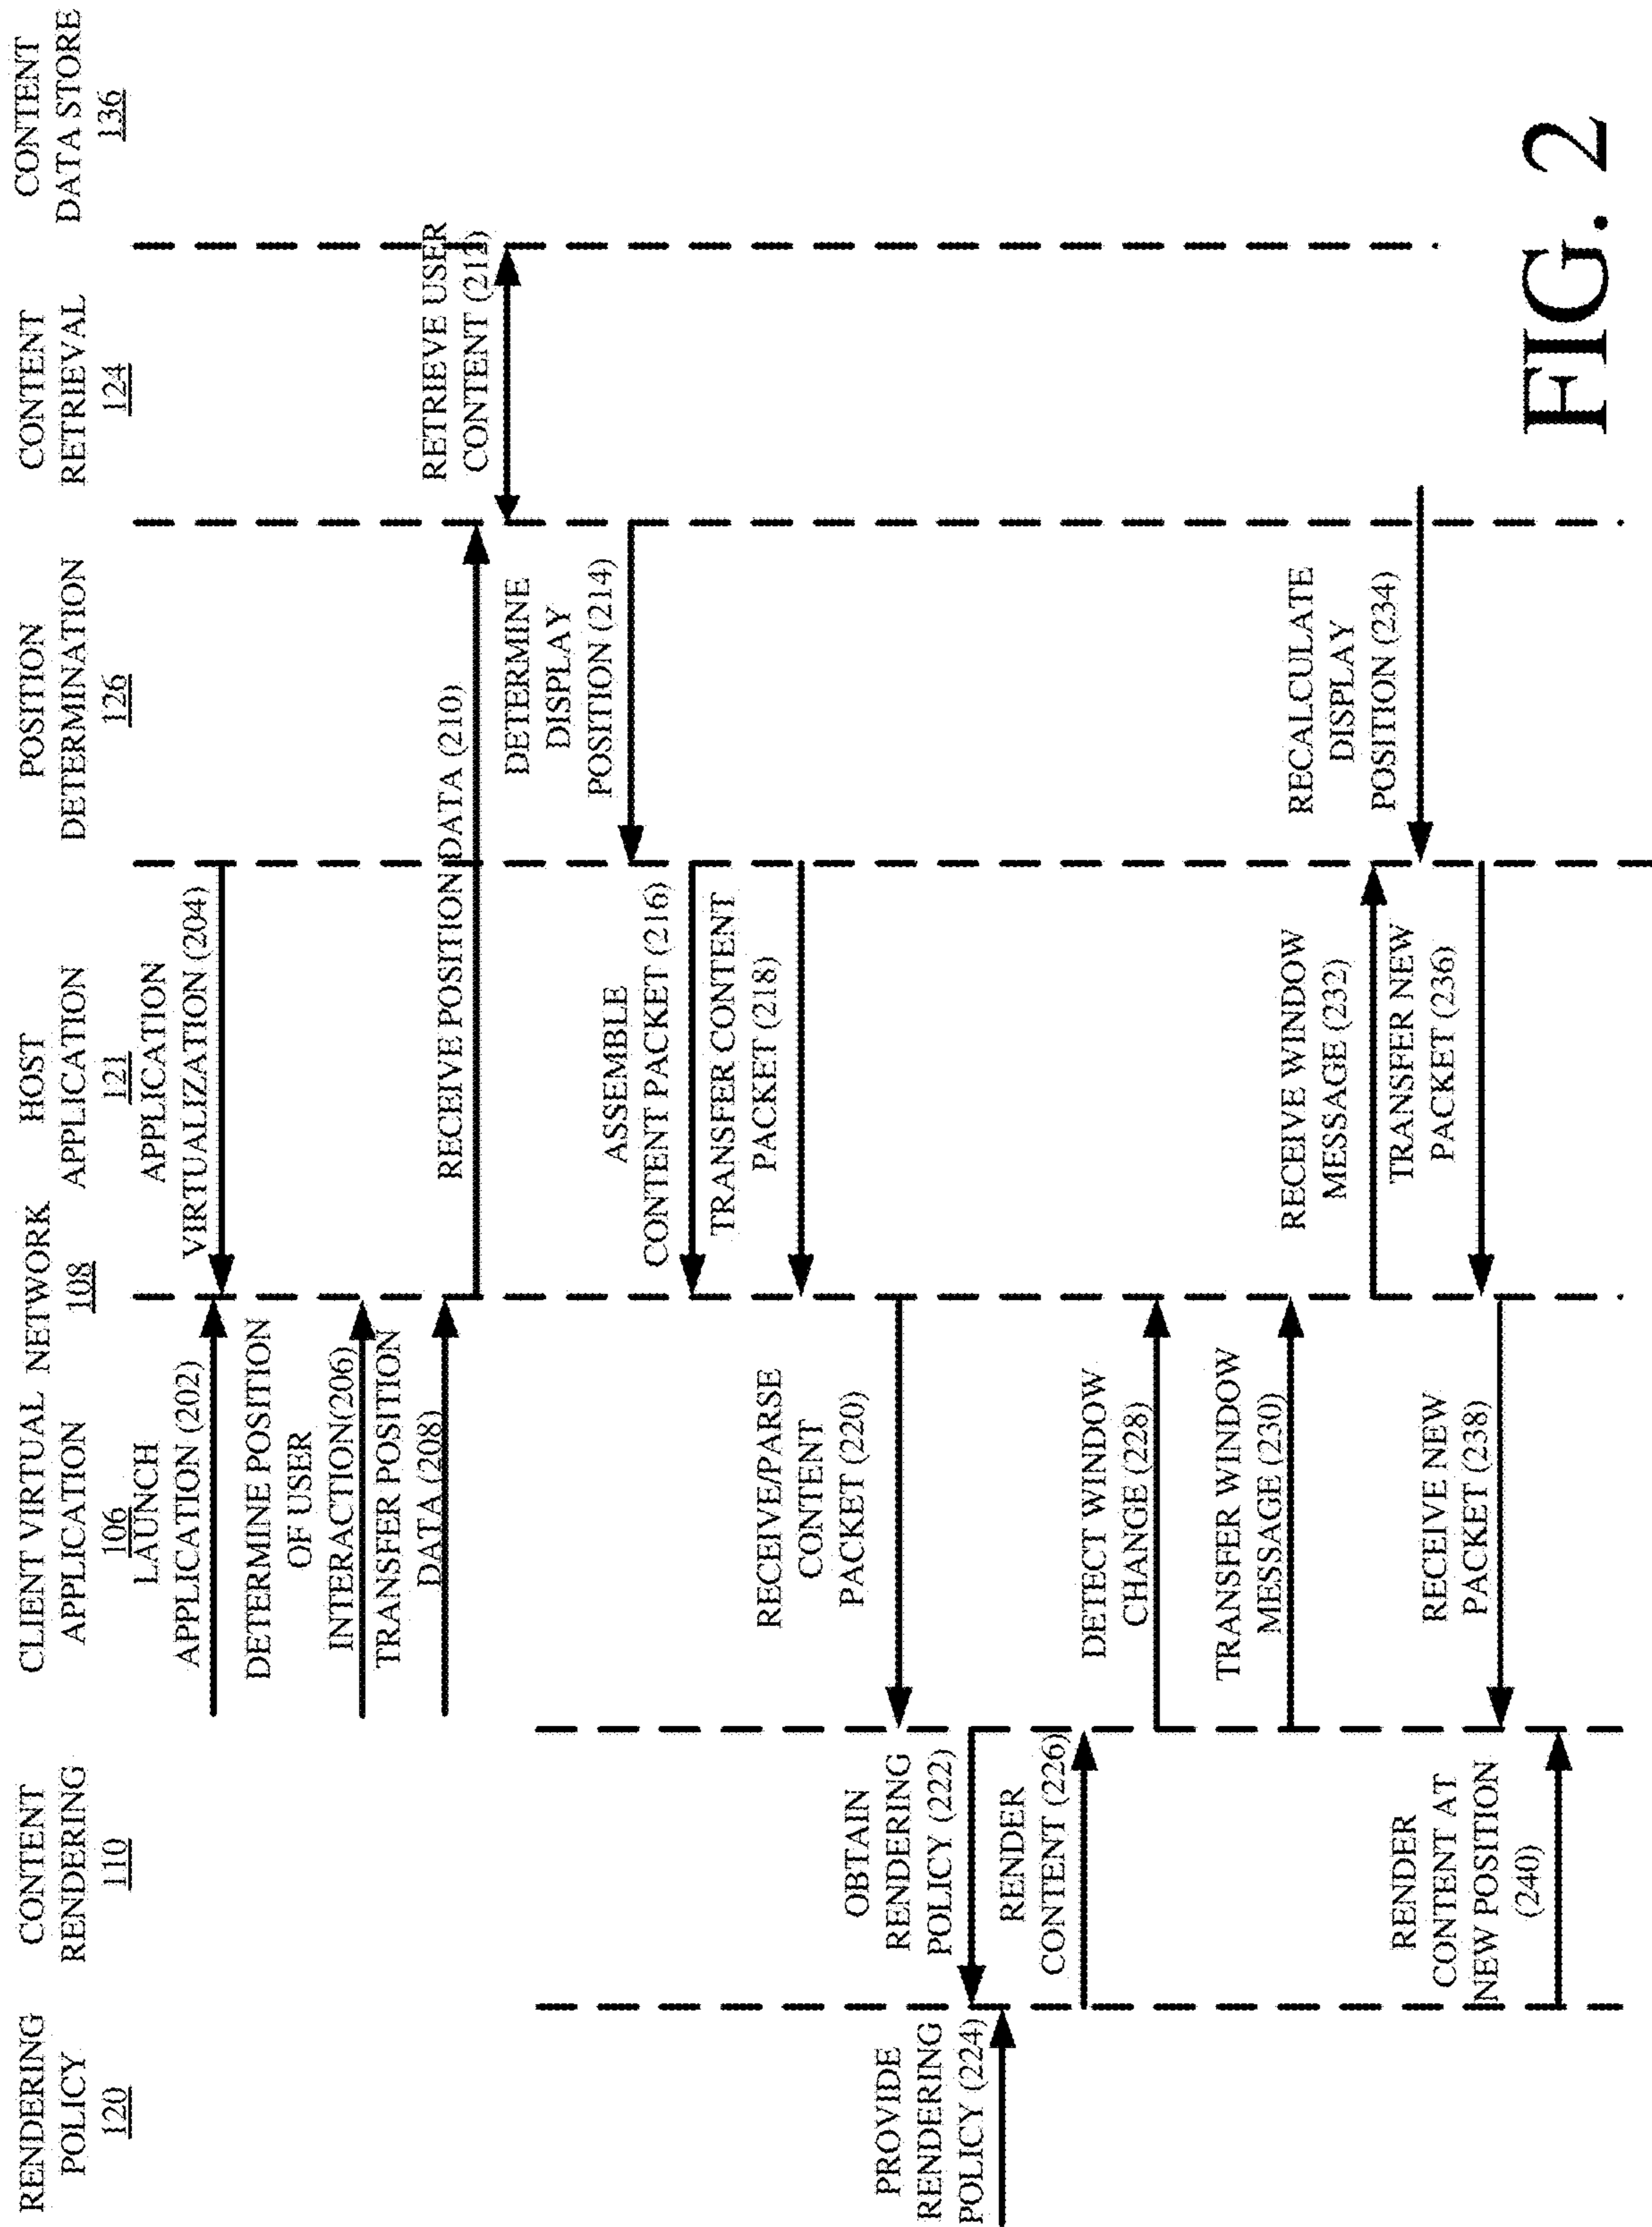 RENDERING
POLICY
120
CONTENT
RENDERING
110
CLIENT VIRTUAL
APPLICATION
106
NETWORK
108
HOST
APPLICATION
121
POSITION
DETERMINATION
126
CONTENT
RETRIEVAL
124
CONTENT
DATA STORE
136
LAUNCH
APPLICATION (202)
APPLICATION
VIRTUALIZATION (204)
DETERMINE POSITION
OF USER
INTERACTION(206)
TRANSFER POSITION
DATA (208)
RECEIVE POSITION DATA (210)
RETRIEVE USER
CONTENT (212)
DETERMINE
DISPLAY
POSITION (214)
ASSEMBLE
CONTENT PACKET (216)
TRANSFER CONTENT
PACKET (218)
RECEIVE/PARSE
CONTENT
PACKET (220)
OBTAIN
RENDERING
POLICY (222)
PROVIDE
RENDERING
POLICY (224)
RENDER
CONTENT (226)
DETECT WINDOW
CHANGE (228)
TRANSFER WINDOW
MESSAGE (230)
RECEIVE WINDOW
MESSAGE (232)
RECALCULATE
DISPLAY
POSITION (234)
TRANSFER NEW
PACKET (236)
RECEIVE NEW
PACKET (238)
RENDER
CONTENT AT
NEW POSITION
(240)
FIG. 2